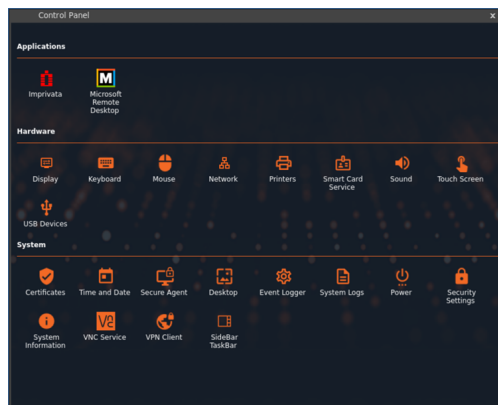 Control Panel
x
Applications
M
Imprivata
Microsoft
Remote
Desktop
Hardware
Display
Keyboard
Mouse
Network
Printers
Smart Card
Service
Sound
Touch Screen
USB Devices
System
Certificates
Time and Date
Secure Agent
Desktop
Event Logger
System Logs
Power
Security
Settings
System
Information
VNC Service
VPN Client
SideBar
TaskBar